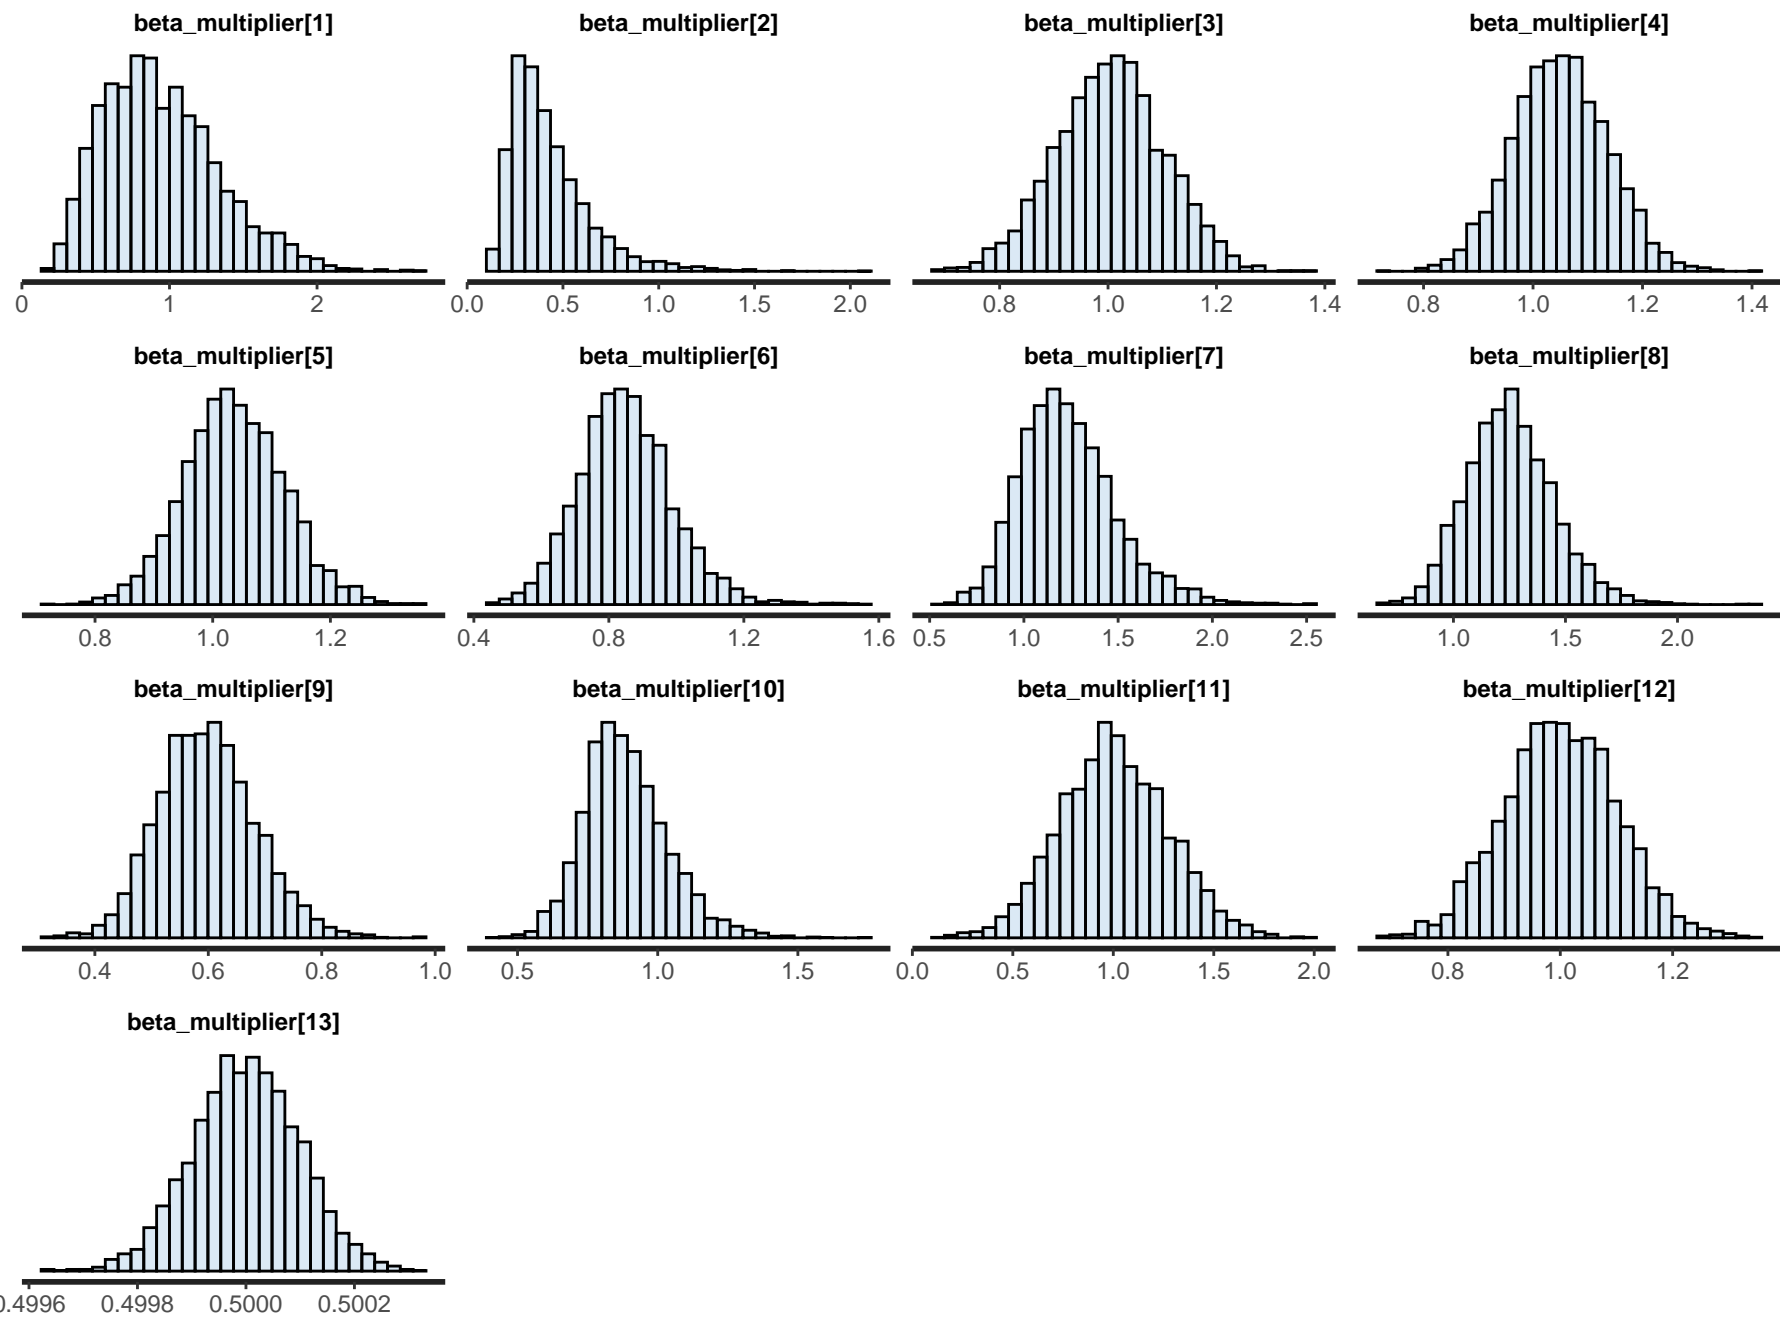 beta_multiplier[1] beta_multiplier[2] beta_multiplier[3] beta_multiplier[4]
0 1 2 0.0 0.5 1.0 1.5 2.0 0.8 1.0 1.2 1.4 0.8 1.0 1.2 1.4
beta_multiplier[5] beta_multiplier[6] beta_multiplier[7] beta_multiplier[8]
0.8 1.0 1.2 0.4 0.8 1.2 1.6 0.5 1.0 1.5 2.0 2.5 1.0 1.5 2.0
beta_multiplier[9] beta_multiplier[10] beta_multiplier[11] beta_multiplier[12]
0.4 0.6 0.8 1.0 0.5 1.0 1.5 0.0 0.5 1.0 1.5 2.0 0.8 1.0 1.2
beta_multiplier[13]
0.4996 0.4998 0.5000 0.5002